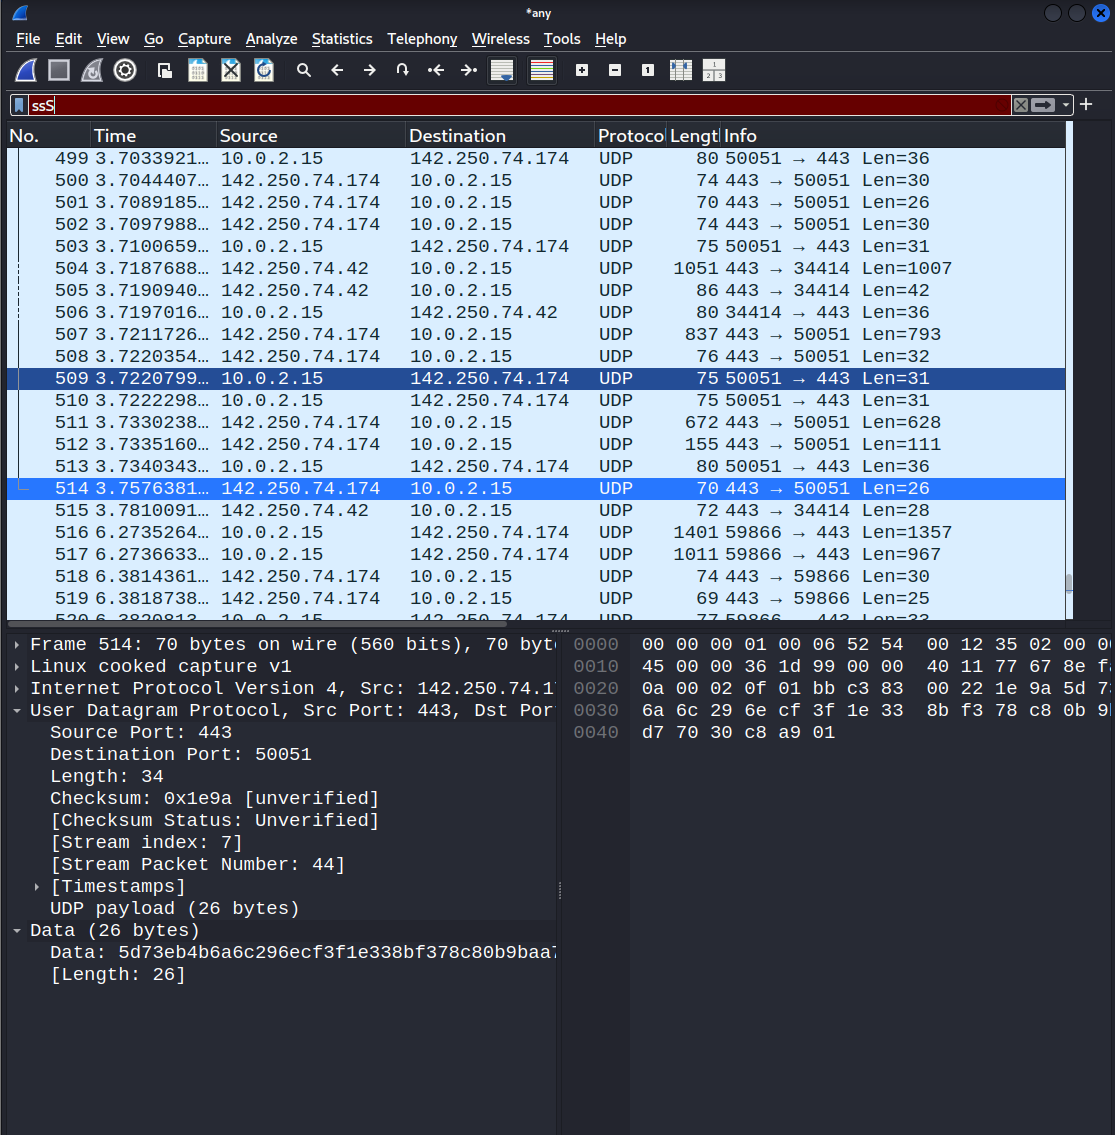 *any
File Edit View Go Capture Analyze Statistics Telephony Wireless Tools Help
ssS
No. Time Source Destination Protocol Length Info
499 3.7033921… 10.0.2.15 142.250.74.174 UDP 80 50051 → 443 Len=36
500 3.7044407… 142.250.74.174 10.0.2.15 UDP 74 443 → 50051 Len=30
501 3.7089185… 142.250.74.174 10.0.2.15 UDP 70 443 → 50051 Len=26
502 3.7097988… 142.250.74.174 10.0.2.15 UDP 74 443 → 50051 Len=30
503 3.7100659… 10.0.2.15 142.250.74.174 UDP 75 50051 → 443 Len=31
504 3.7187688… 142.250.74.42 10.0.2.15 UDP 1051 443 → 34414 Len=1007
505 3.7190940… 142.250.74.42 10.0.2.15 UDP 86 443 → 34414 Len=42
506 3.7197016… 10.0.2.15 142.250.74.42 UDP 80 34414 → 443 Len=36
507 3.7211726… 142.250.74.174 10.0.2.15 UDP 837 443 → 50051 Len=793
508 3.7220354… 142.250.74.174 10.0.2.15 UDP 76 443 → 50051 Len=32
509 3.7220799… 10.0.2.15 142.250.74.174 UDP 75 50051 → 443 Len=31
510 3.7222298… 10.0.2.15 142.250.74.174 UDP 75 50051 → 443 Len=31
511 3.7330238… 142.250.74.174 10.0.2.15 UDP 672 443 → 50051 Len=628
512 3.7335160… 142.250.74.174 10.0.2.15 UDP 155 443 → 50051 Len=111
513 3.7340343… 10.0.2.15 142.250.74.174 UDP 80 50051 → 443 Len=36
514 3.7576381… 142.250.74.174 10.0.2.15 UDP 70 443 → 50051 Len=26
515 3.7810091… 142.250.74.42 10.0.2.15 UDP 72 443 → 34414 Len=28
516 6.2735264… 10.0.2.15 142.250.74.174 UDP 1401 59866 → 443 Len=1357
517 6.2736633… 10.0.2.15 142.250.74.174 UDP 1011 59866 → 443 Len=967
518 6.3814361… 142.250.74.174 10.0.2.15 UDP 74 443 → 59866 Len=30
519 6.3818738… 142.250.74.174 10.0.2.15 UDP 69 443 → 59866 Len=25
520 6.3820813… 10.0.2.15 142.250.74.174 UDP 77 59866 → 443 Len=33
Frame 514: 70 bytes on wire (560 bits), 70 byt
Linux cooked capture v1
Internet Protocol Version 4, Src: 142.250.74.1
User Datagram Protocol, Src Port: 443, Dst Por
Source Port: 443
Destination Port: 50051
Length: 34
Checksum: 0x1e9a [unverified]
[Checksum Status: Unverified]
[Stream index: 7]
[Stream Packet Number: 44]
[Timestamps]
UDP payload (26 bytes)
Data (26 bytes)
Data: 5d73eb4b6a6c296ecf3f1e338bf378c80b9baa7
[Length: 26]
0000 00 00 00 01 00 06 52 54 00 12 35 02 00 0
0010 45 00 00 36 1d 99 00 00 40 11 77 67 8e f
0020 0a 00 02 0f 01 bb c3 83 00 22 1e 9a 5d 7
0030 6a 6c 29 6e cf 3f 1e 33 8b f3 78 c8 0b 9
0040 d7 70 30 c8 a9 01